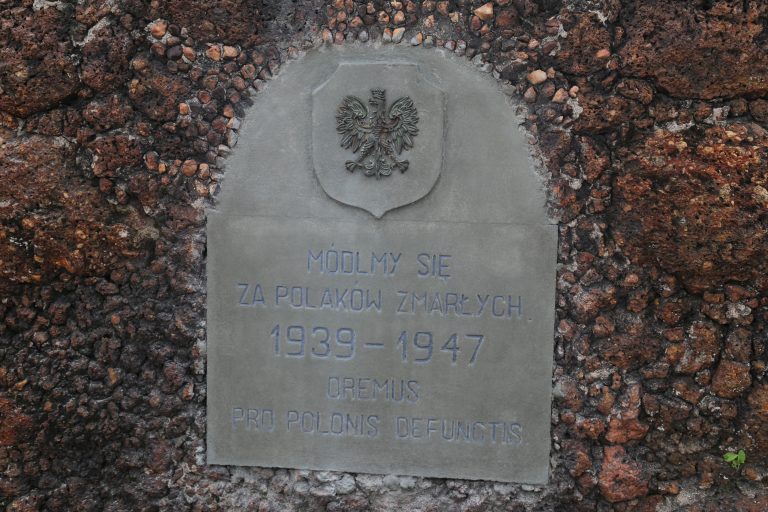 MÓDLMY SIĘ
ZA POLAKÓW ZMARŁYCH.
1939 - 1947
OREMUS
PRO POLONIS DEFUNCTIS.